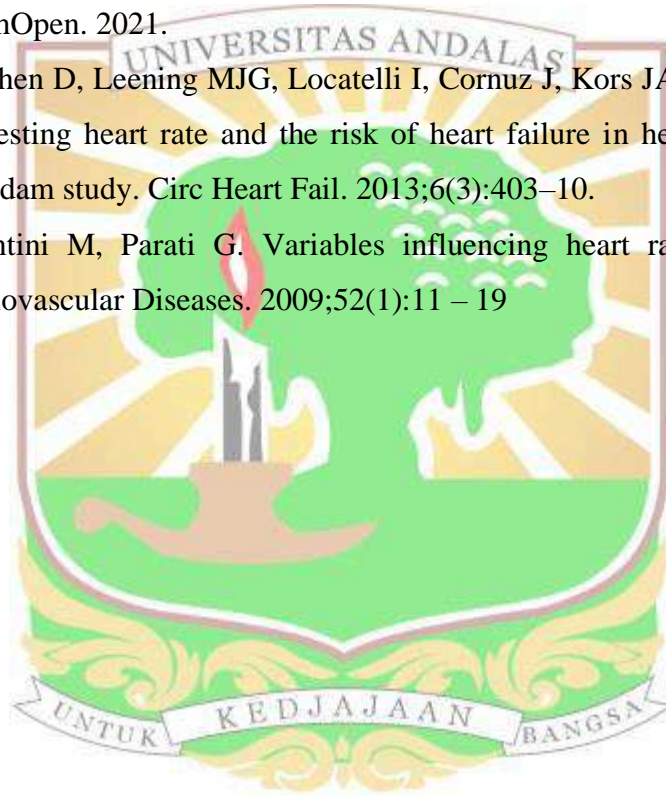 nOpen. 2021.
UNIVERSITAS ANDALAS
hen D, Leening MJG, Locatelli I, Cornuz J, Kors JA
esting heart rate and the risk of heart failure in he
dam study. Circ Heart Fail. 2013;6(3):403–10.
ntini M, Parati G. Variables influencing heart ra
iovascular Diseases. 2009;52(1):11 – 19
UNTUK KEDJAJAAN BANGSA